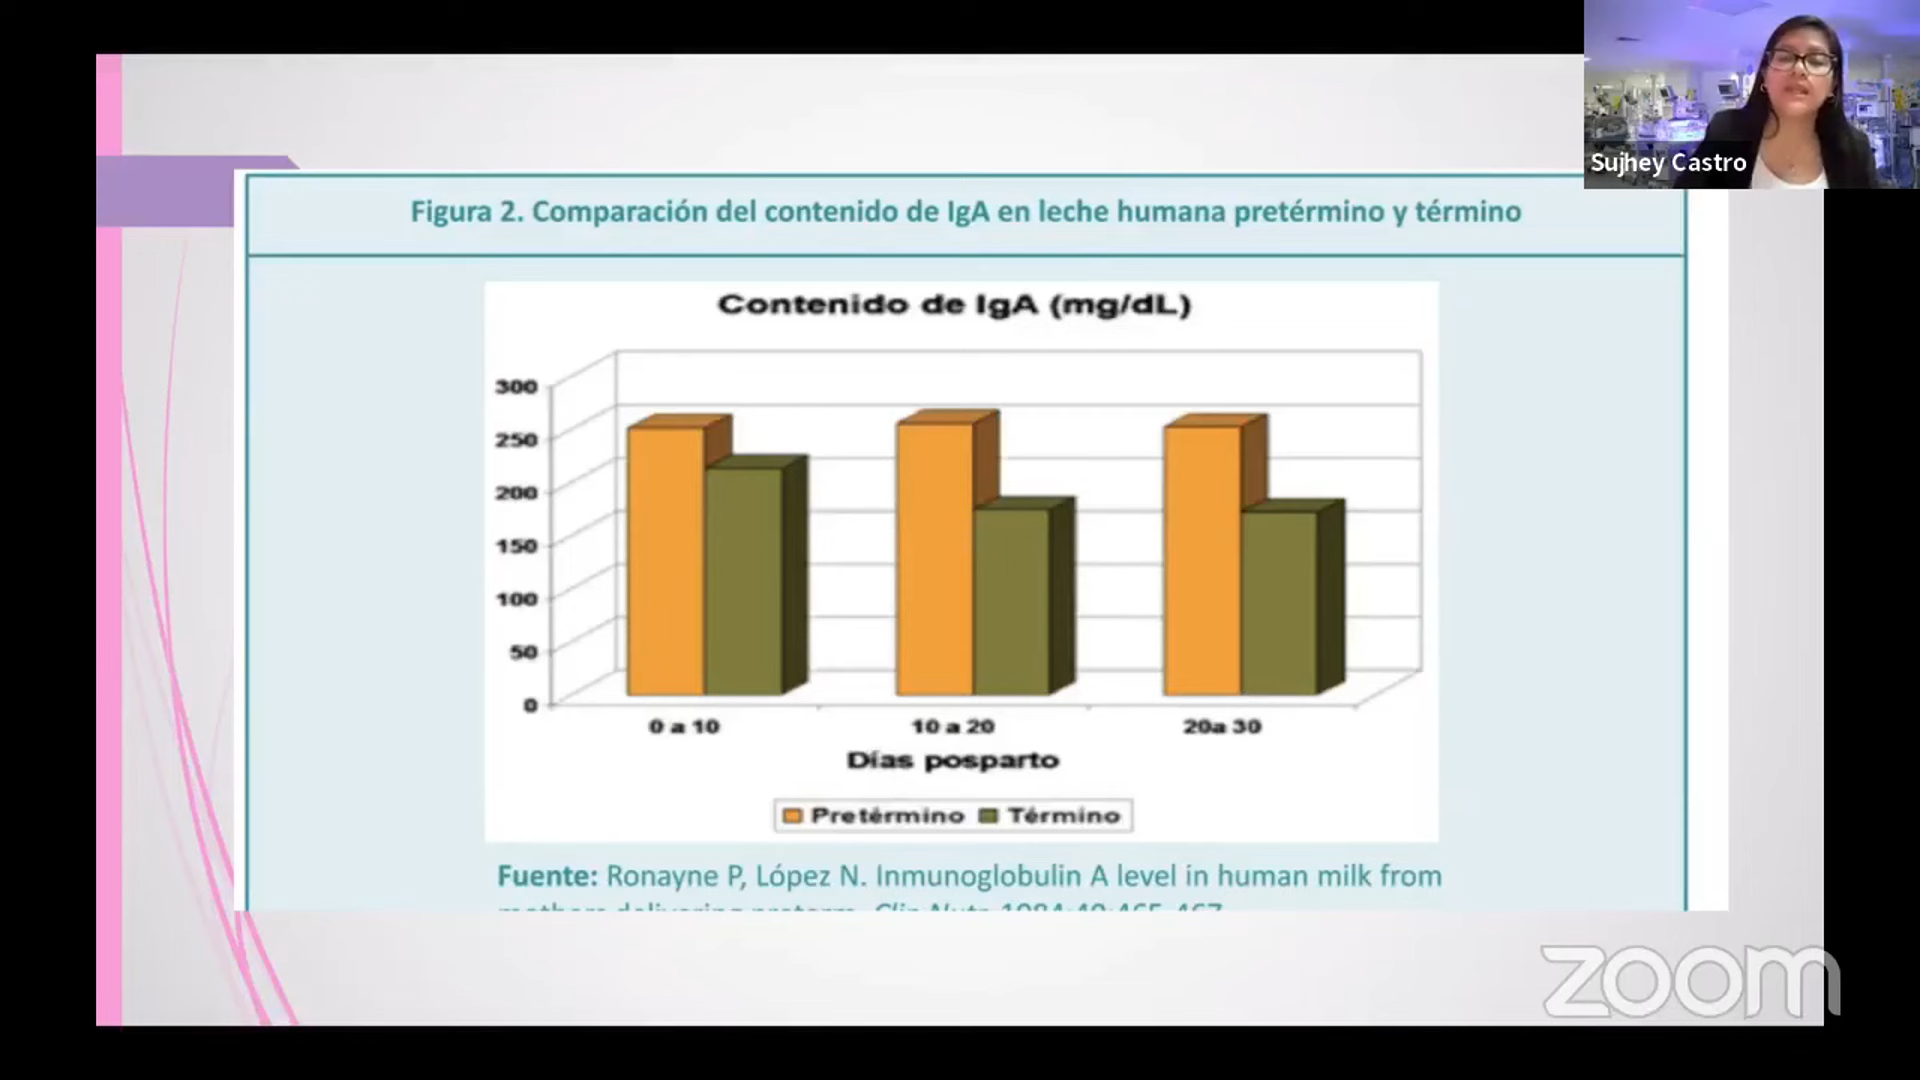 Sujhey Castro
Figura 2. Comparación del contenido de IgA en leche humana pretérmino y término
Contenido de IgA (mg/dL)
300
250
200
150
100
50
0
0 a 10
10 a 20
20a 30
Días posparto
Pretérmino
Término
Fuente: Ronayne P, López N. Inmunoglobulin A level in human milk from
zoom